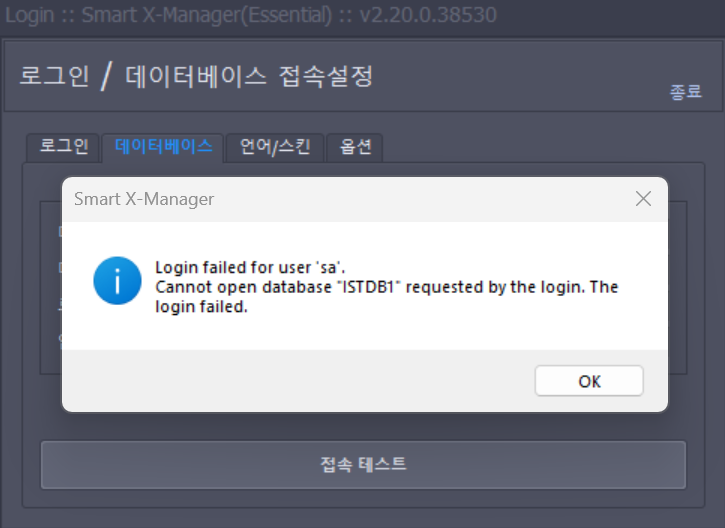 Login :: Smart X-Manager(Essential) :: v2.20.0.38530
로그인 / 데이터베이스 접속설정
종료
로그인 데이터베이스 언어/스킨 옵션
Smart X-Manager
Login failed for user 'sa'.
Cannot open database "ISTDB1" requested by the login. The
login failed.
OK
접속 테스트